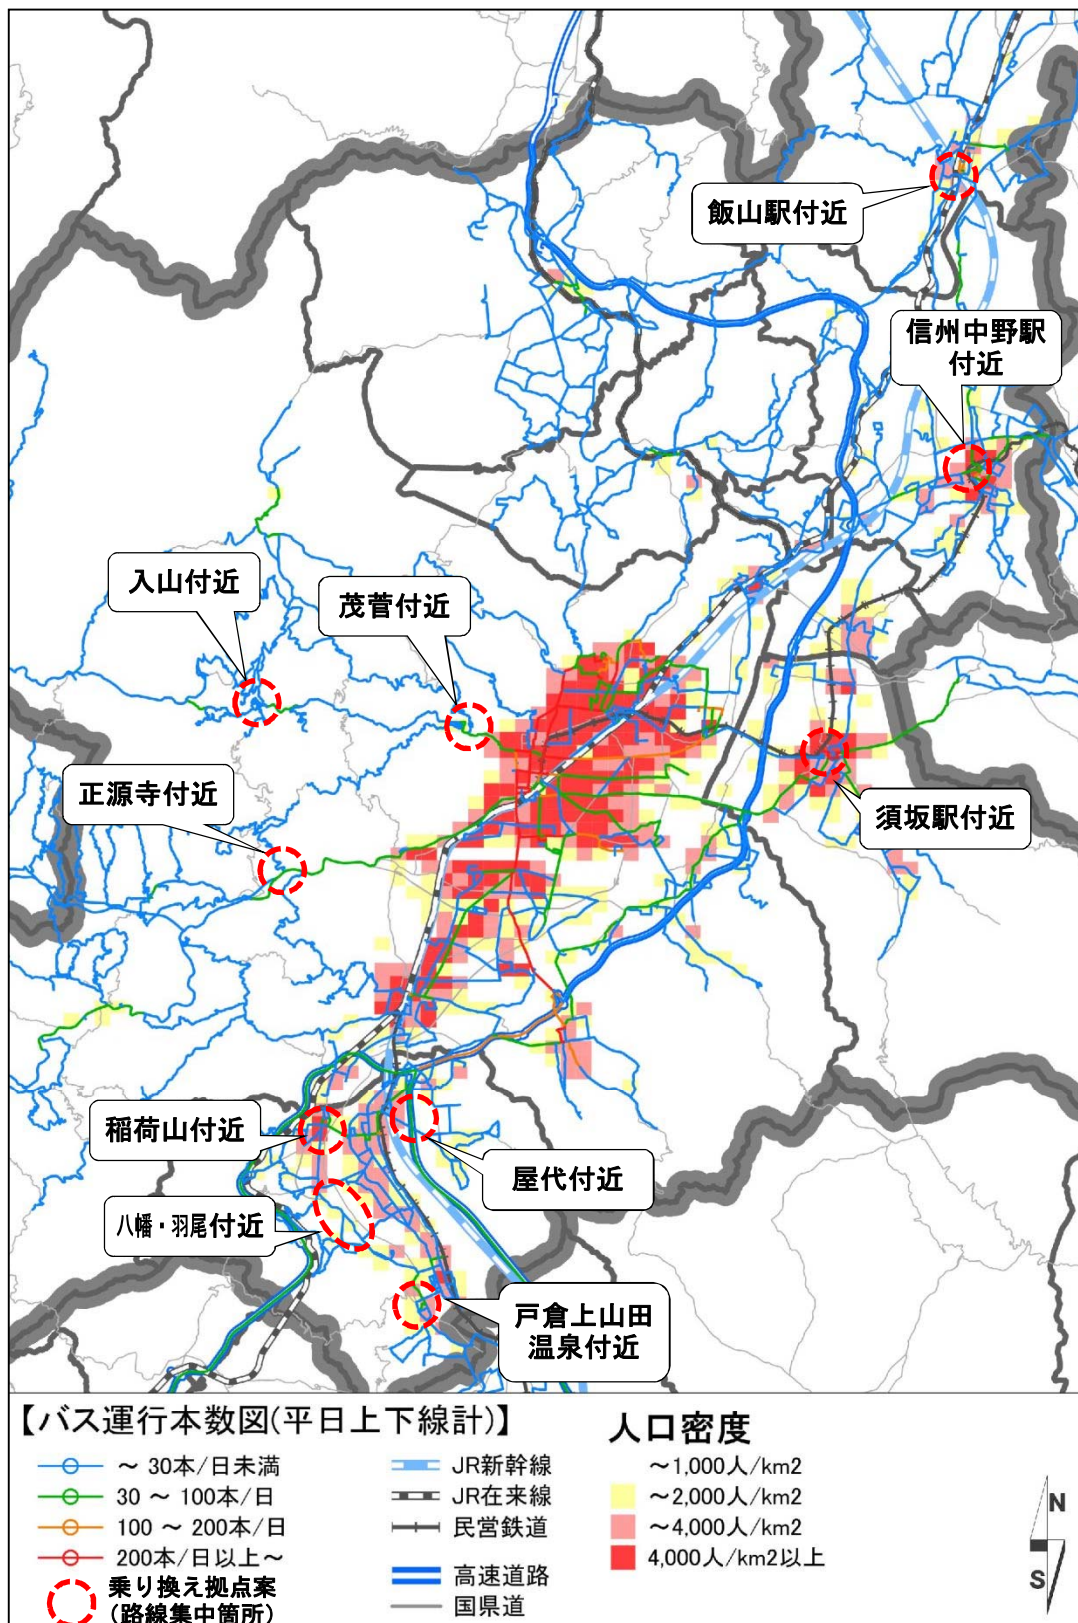 飯山駅付近
信州中野駅
付近
入山付近
茂菅付近
正源寺付近
須坂駅付近
稲荷山付近
屋代付近
八幡・羽尾付近
戸倉上山田
温泉付近
【バス運行本数図(平日上下線計)】
～ 30本/日未満
30 ～ 100本/日
100 ～ 200本/日
200本/日以上～
乗り換え拠点案
(路線集中箇所)
JR新幹線
JR在来線
民営鉄道
高速道路
国県道
人口密度
～1,000人/km2
～2,000人/km2
～4,000人/km2
4,000人/km2以上
N
S